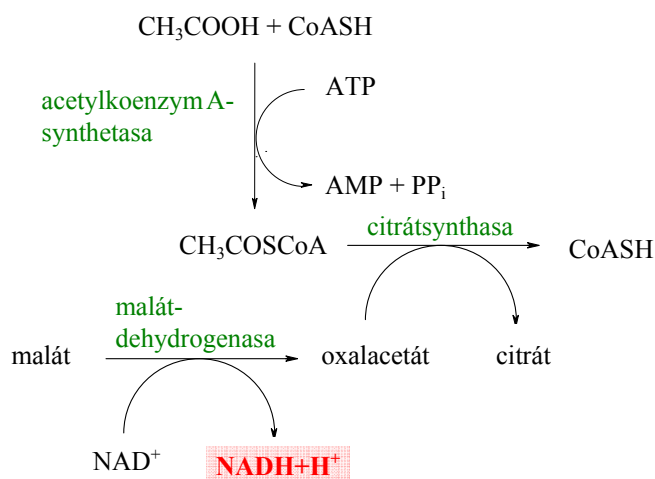 CH₃COOH + CoASH
acetylkoenzym A-
synthetasa
ATP
AMP + PPᵢ
CH₃COSCoA
citrátsynthasa
CoASH
malát-
dehydrogenasa
malát
oxalacetát
citrát
NAD⁺
NADH+H⁺